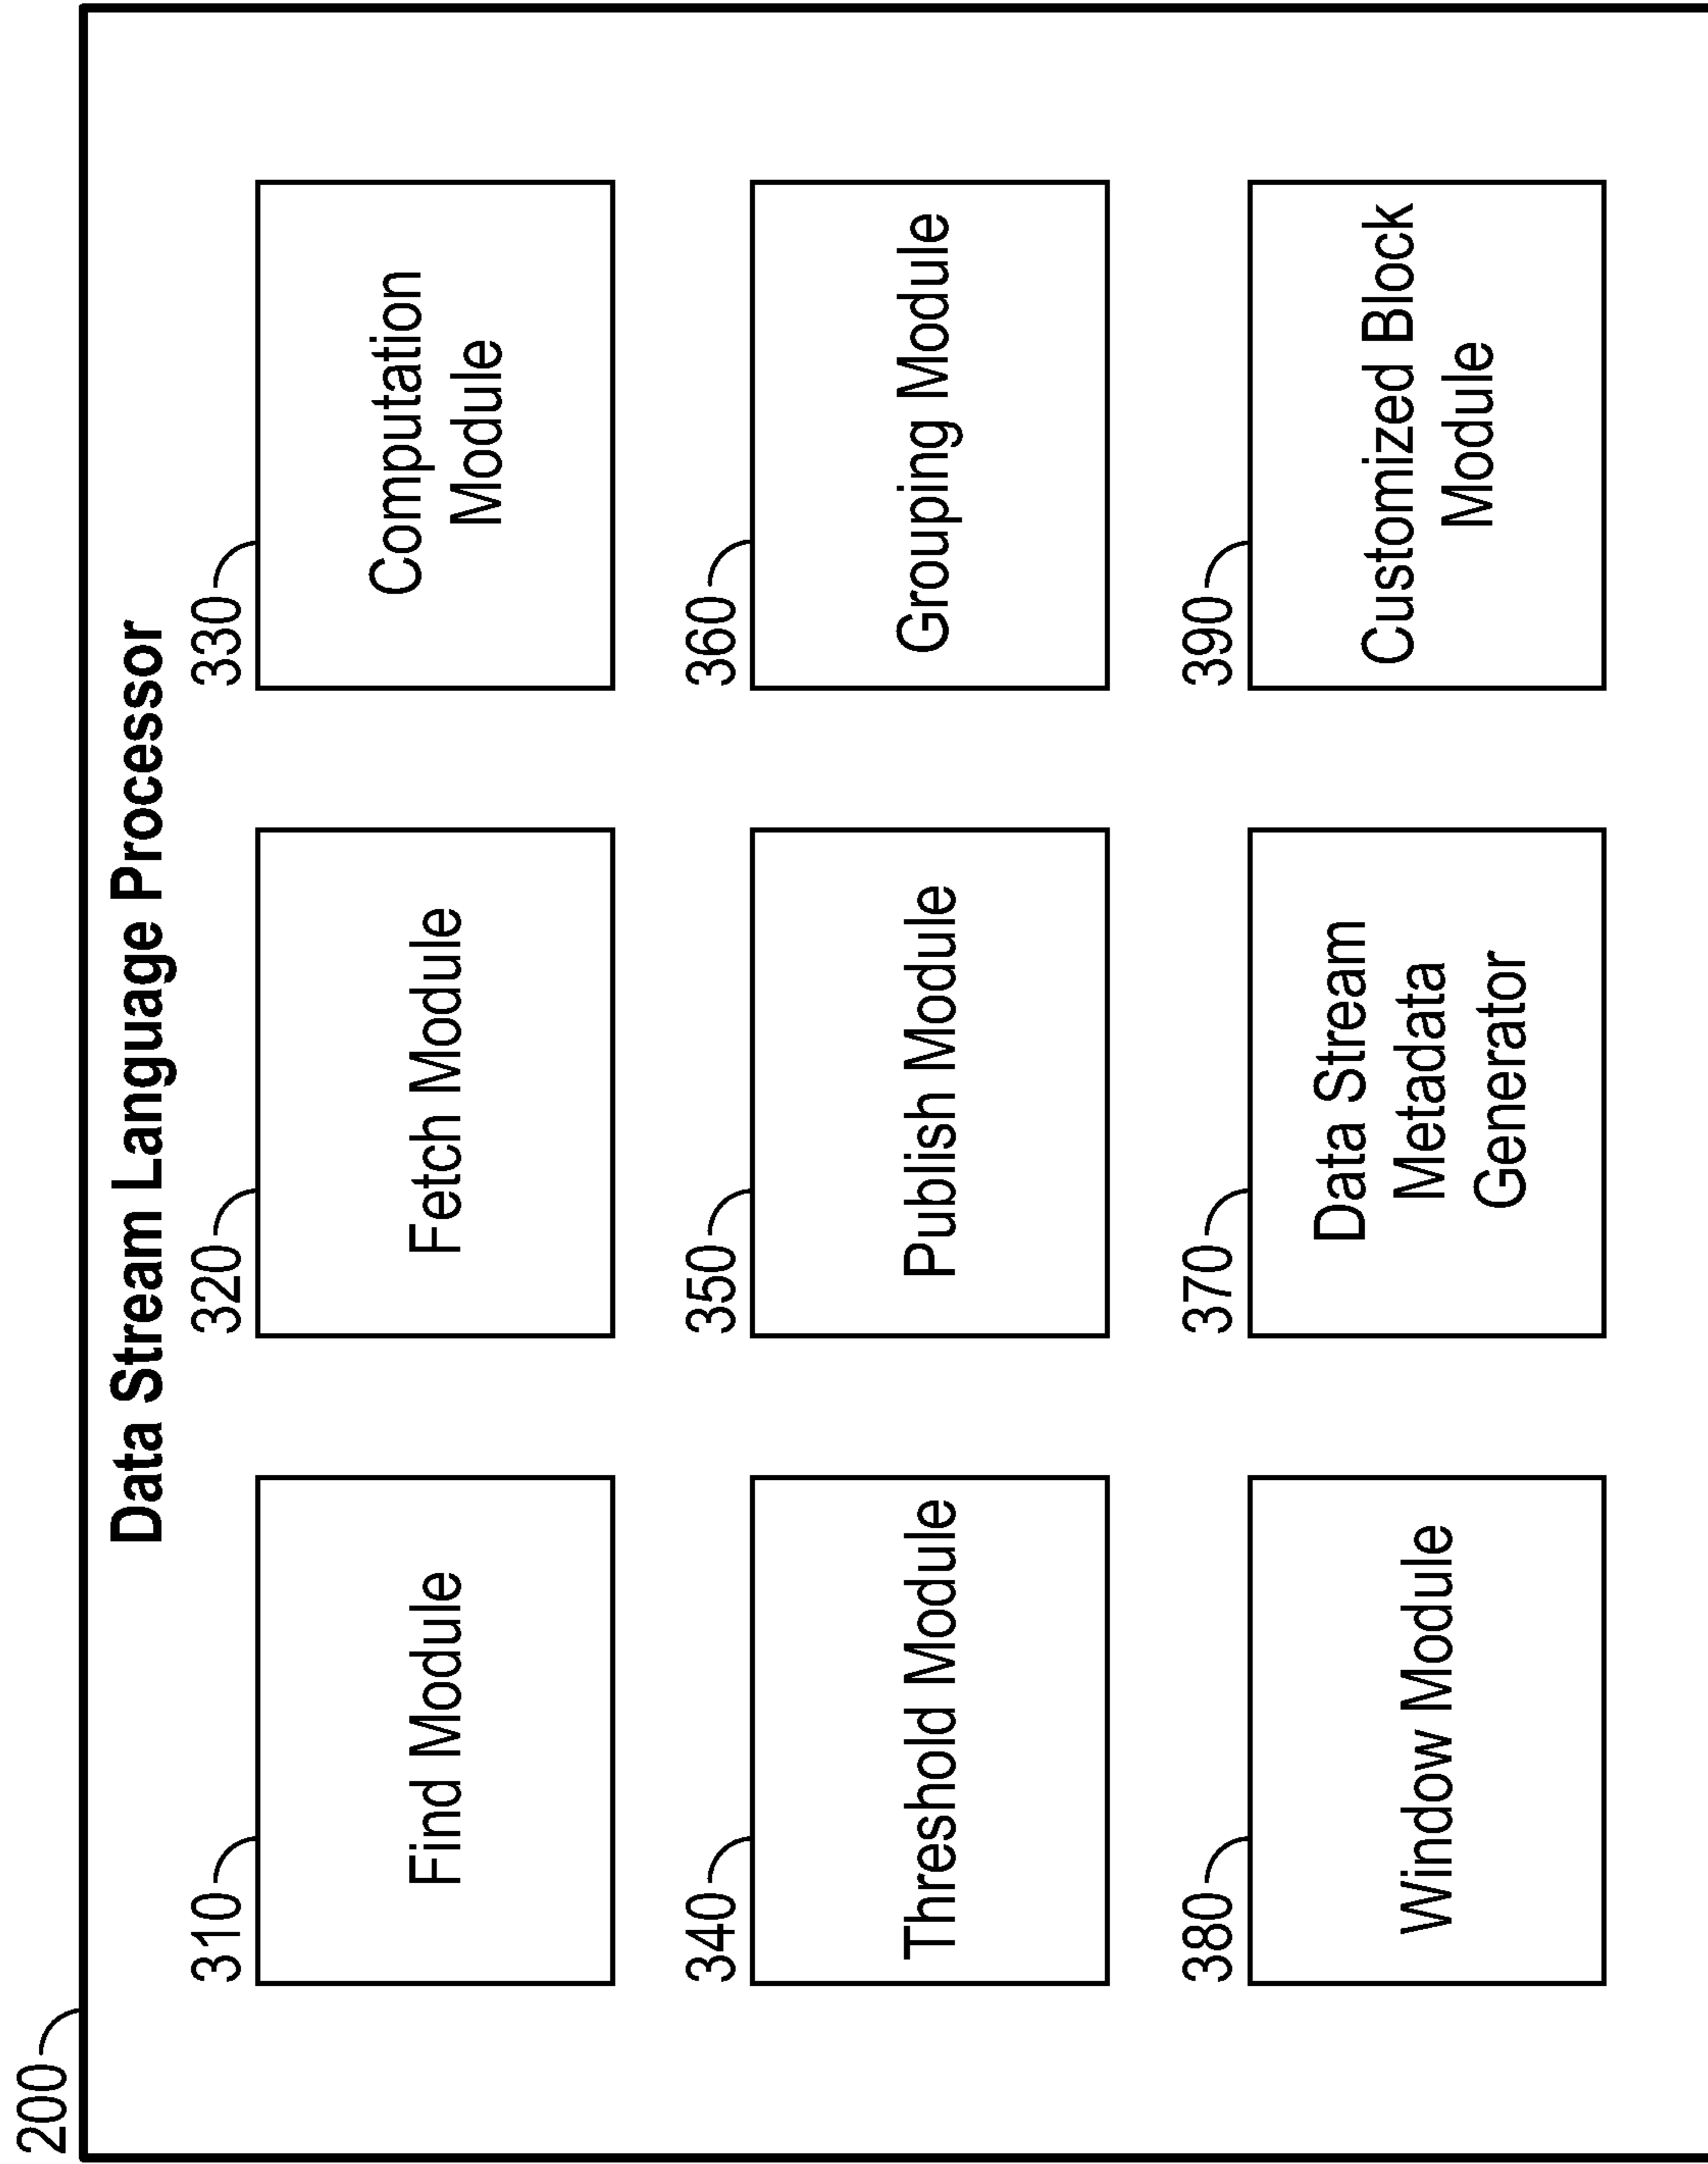 200
Data Stream Language Processor
310
Find Module
320
Fetch Module
330
Computation
Module
340
Threshold Module
350
Publish Module
360
Grouping Module
380
Window Module
370
Data Stream
Metadata
Generator
390
Customized Block
Module